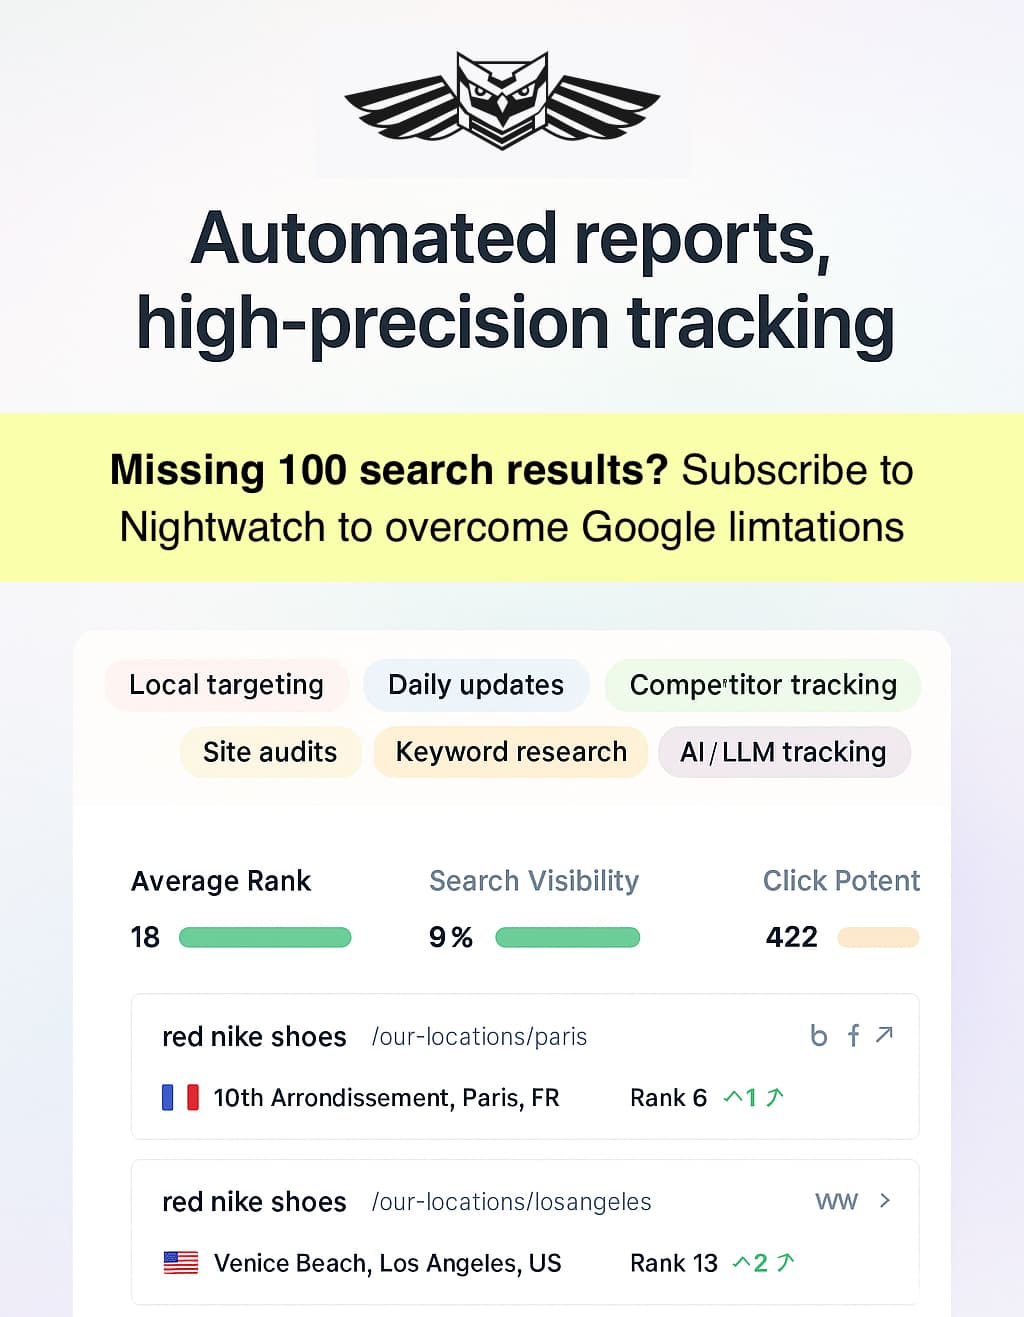 Automated reports,
high-precision tracking
Missing 100 search results? Subscribe to
Nightwatch to overcome Google limtations
Local targeting Daily updates Competitor tracking
Site audits Keyword research AI/LLM tracking
Average Rank Search Visibility Click Potent
18 9% 422
red nike shoes /our-locations/paris b f
10th Arrondissement, Paris, FR Rank 6 1
red nike shoes /our-locations/losangeles WW
Venice Beach, Los Angeles, US Rank 13 2